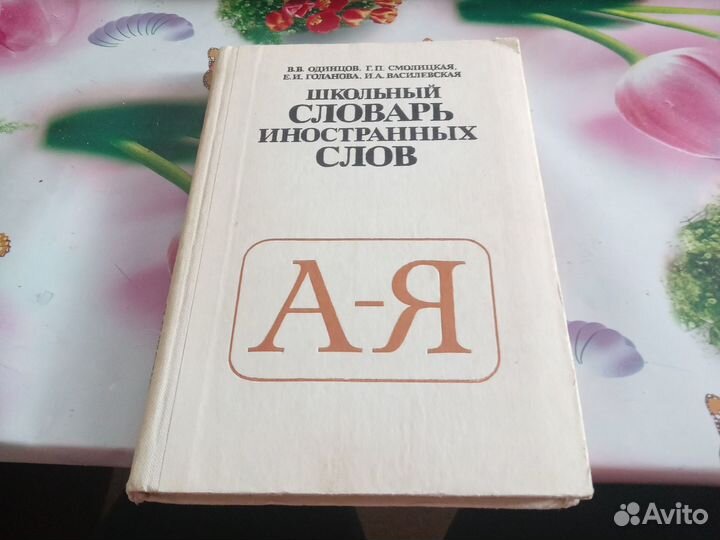 В.В. ОДИНЦОВ, Г.П. СМОЛИЦКАЯ,
Е.И. ГОЛАНОВА, И.А. ВАСИЛЕВСКАЯ
ШКОЛЬНЫЙ
СЛОВАРЬ
ИНОСТРАННЫХ
СЛОВ
А-Я
Avito